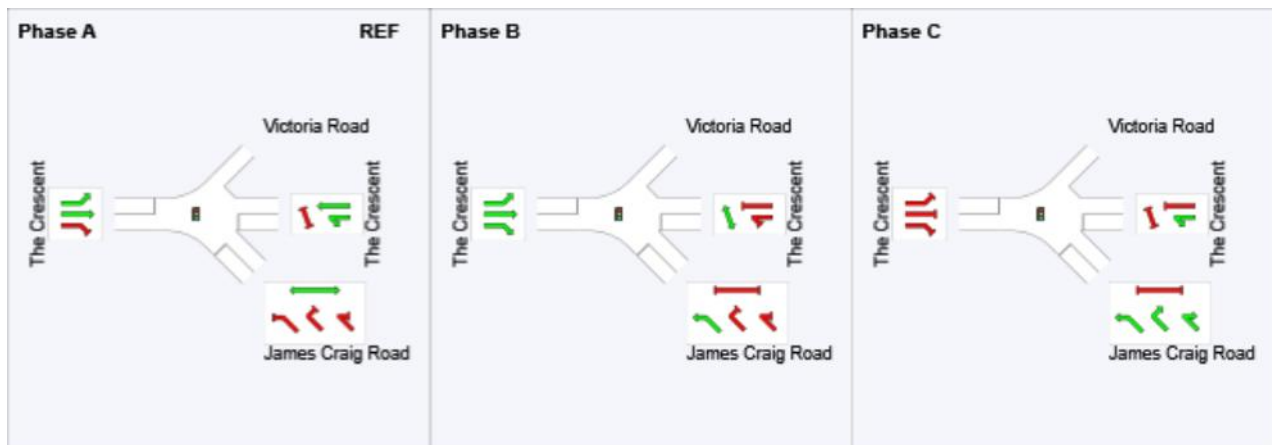 Phase A
REF
Victoria Road
The Crescent
The Crescent
James Craig Road
Phase B
Victoria Road
The Crescent
The Crescent
James Craig Road
Phase C
Victoria Road
The Crescent
The Crescent
James Craig Road